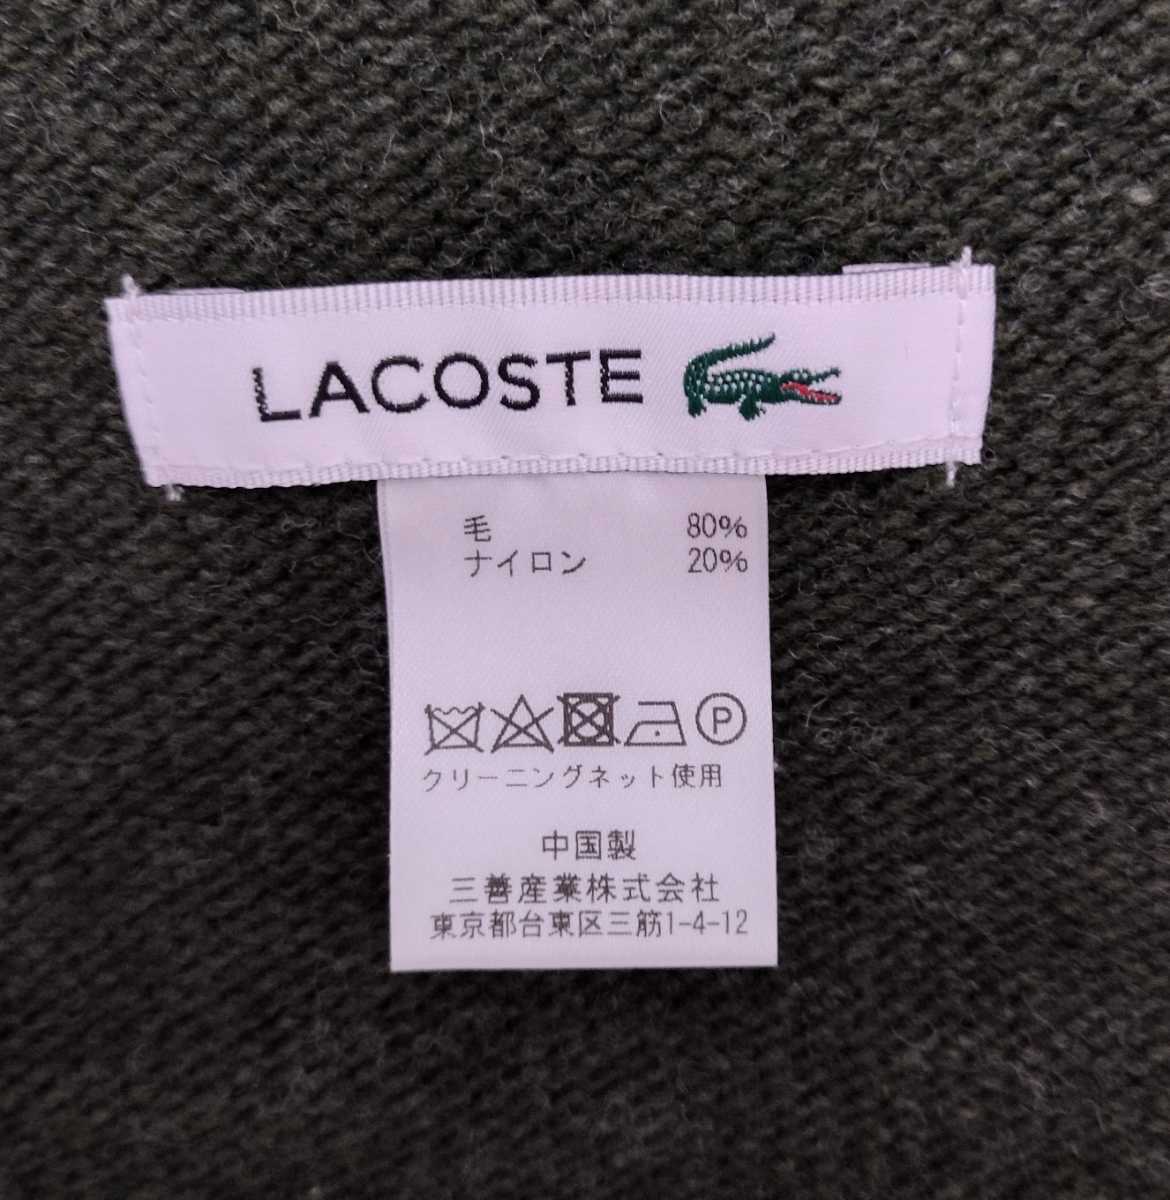 LACOSTE
毛 80%
ナイロン 20%
P
クリーニングネット使用
中国製
三善産業株式会社
東京都台東区三筋1-4-12